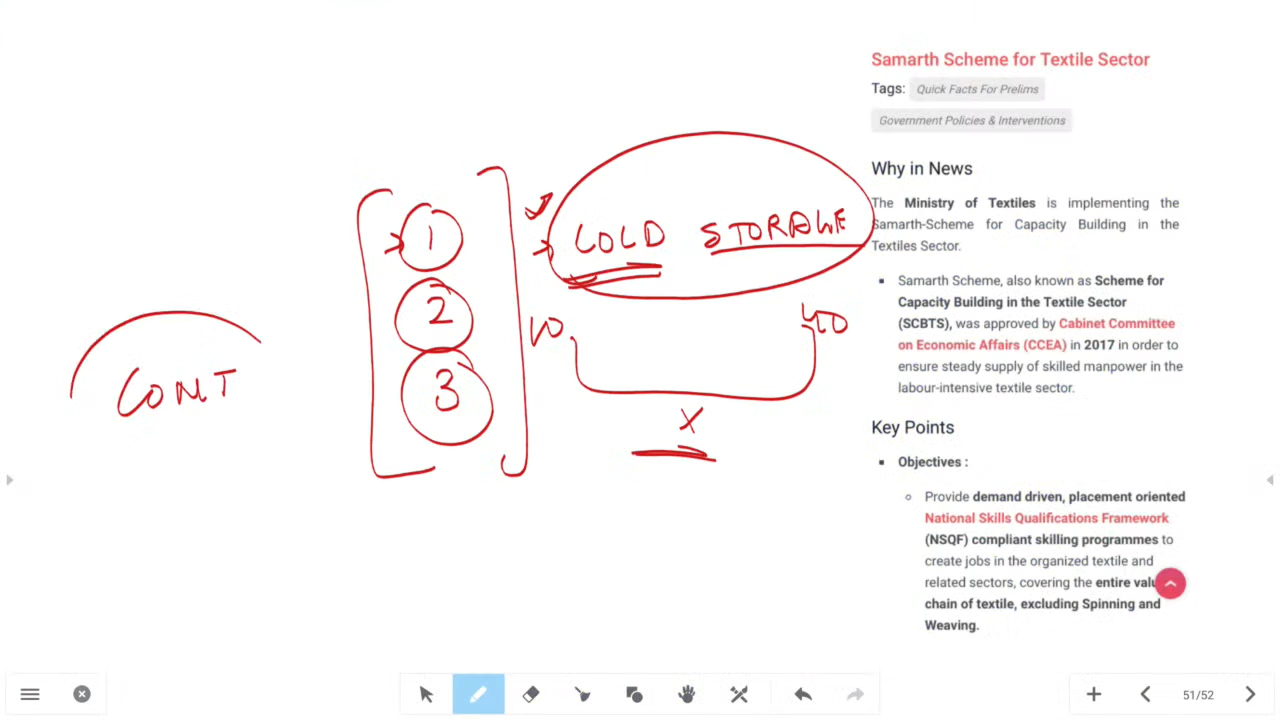 Samarth Scheme for Textile Sector
Tags: Quick Facts For Prelims
Government Policies & Interventions
Why in News
The Ministry of Textiles is implementing the
Samarth-Scheme for Capacity Building in the
Textiles Sector.
Samarth Scheme, also known as Scheme for
Capacity Building in the Textile Sector
(SCBTS), was approved by Cabinet Committee
on Economic Affairs (CCEA) in 2017 in order to
ensure steady supply of skilled manpower in the
labour-intensive textile sector.
Key Points
Objectives :
Provide demand driven, placement oriented
National Skills Qualifications Framework
(NSQF) compliant skilling programmes to
create jobs in the organized textile and
related sectors, covering the entire
chain of textile, excluding Spinning and
Weaving.
1
2
3
COLD STORAGE
10 40
X
CONT
51/52